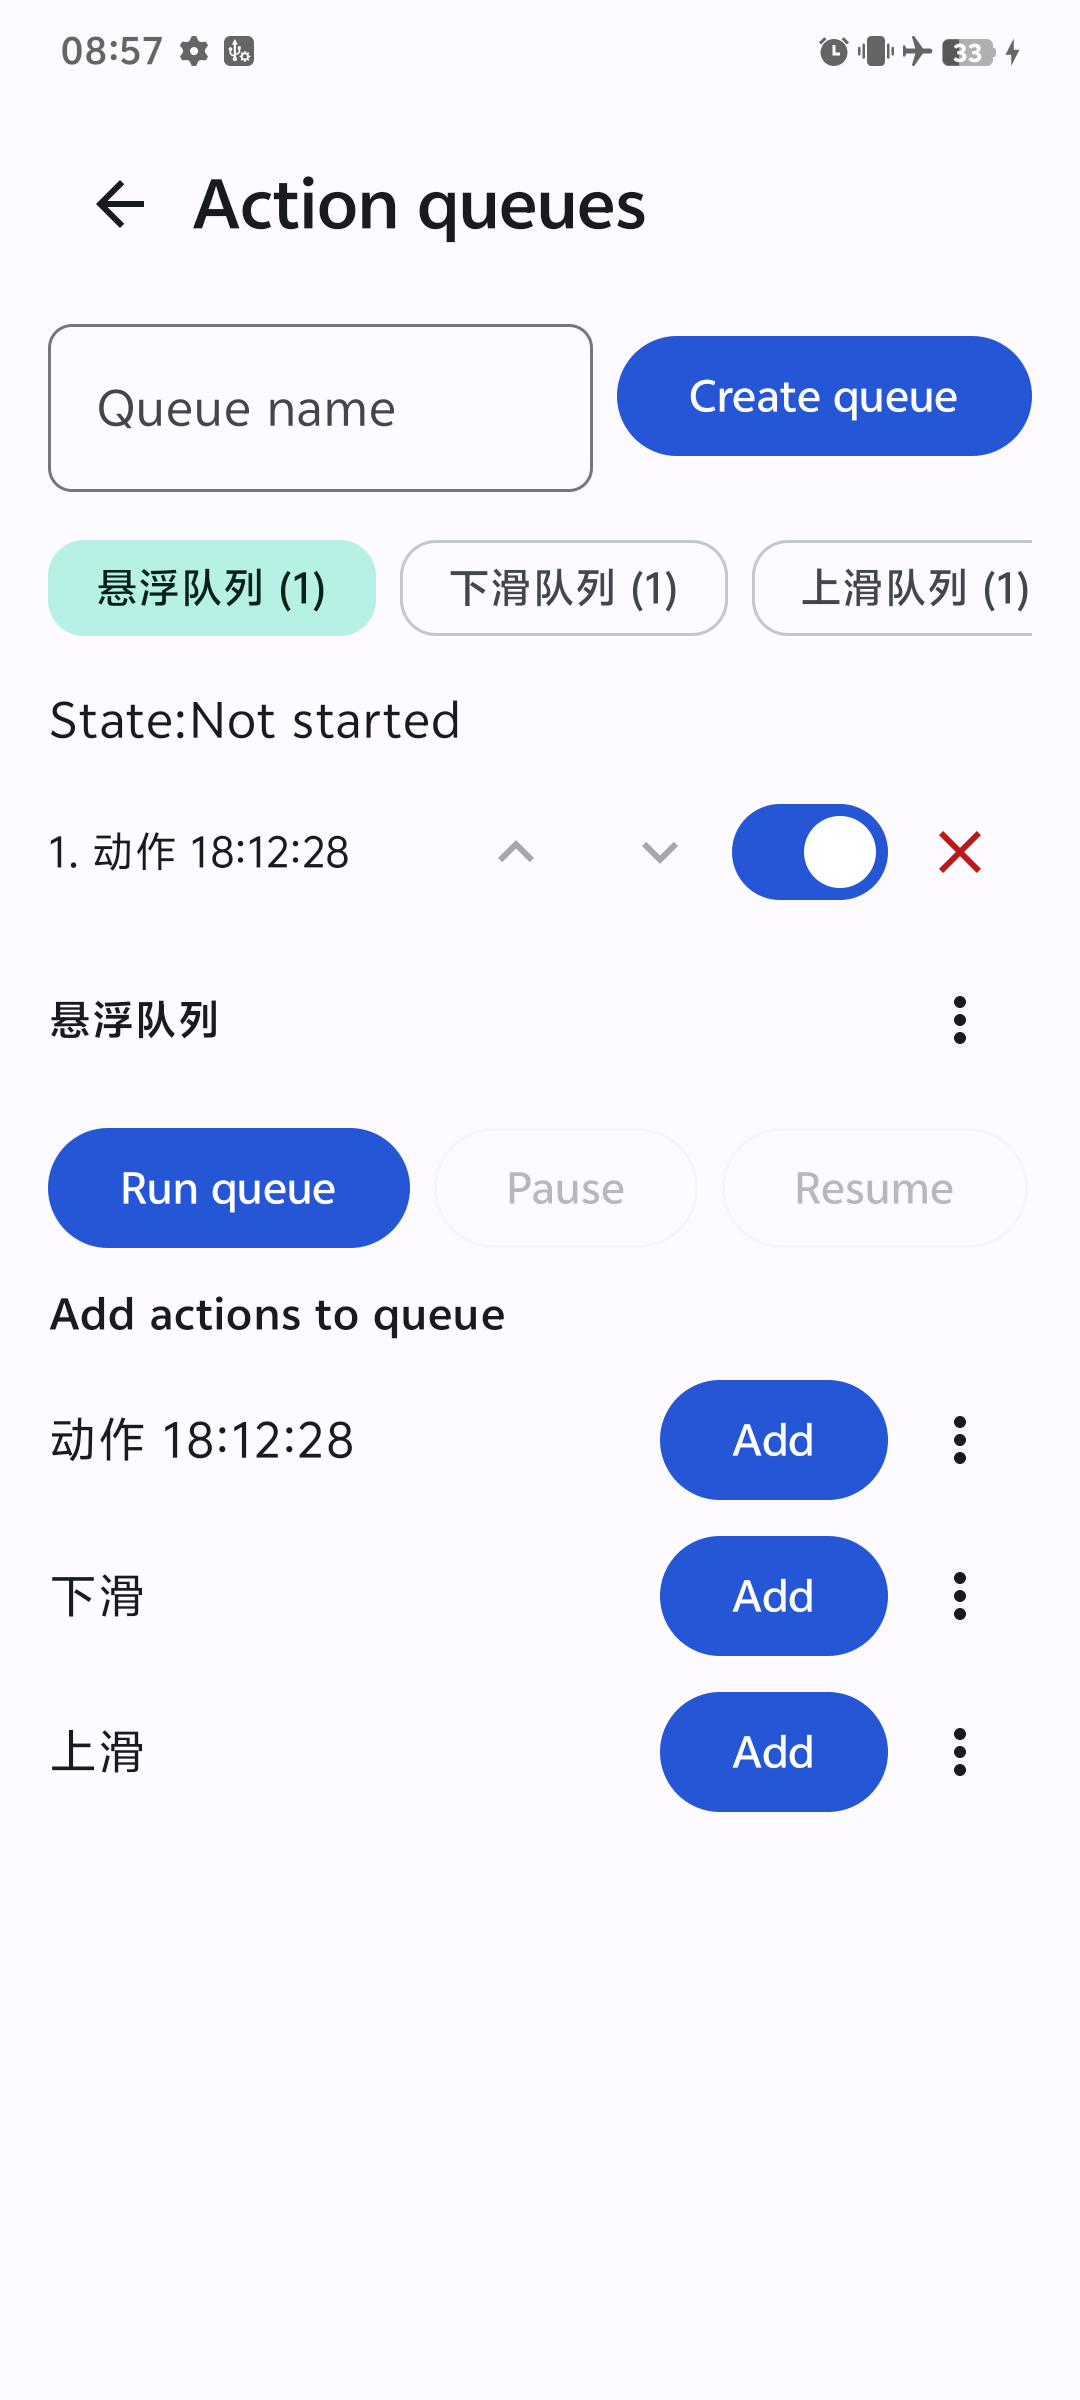 08:57
33
Action queues
Queue name
Create queue
悬浮队列 (1)
下滑队列 (1)
上滑队列 (1)
State:Not started
1. 动作 18:12:28
悬浮队列
Run queue
Pause
Resume
Add actions to queue
动作 18:12:28
Add
下滑
Add
上滑
Add